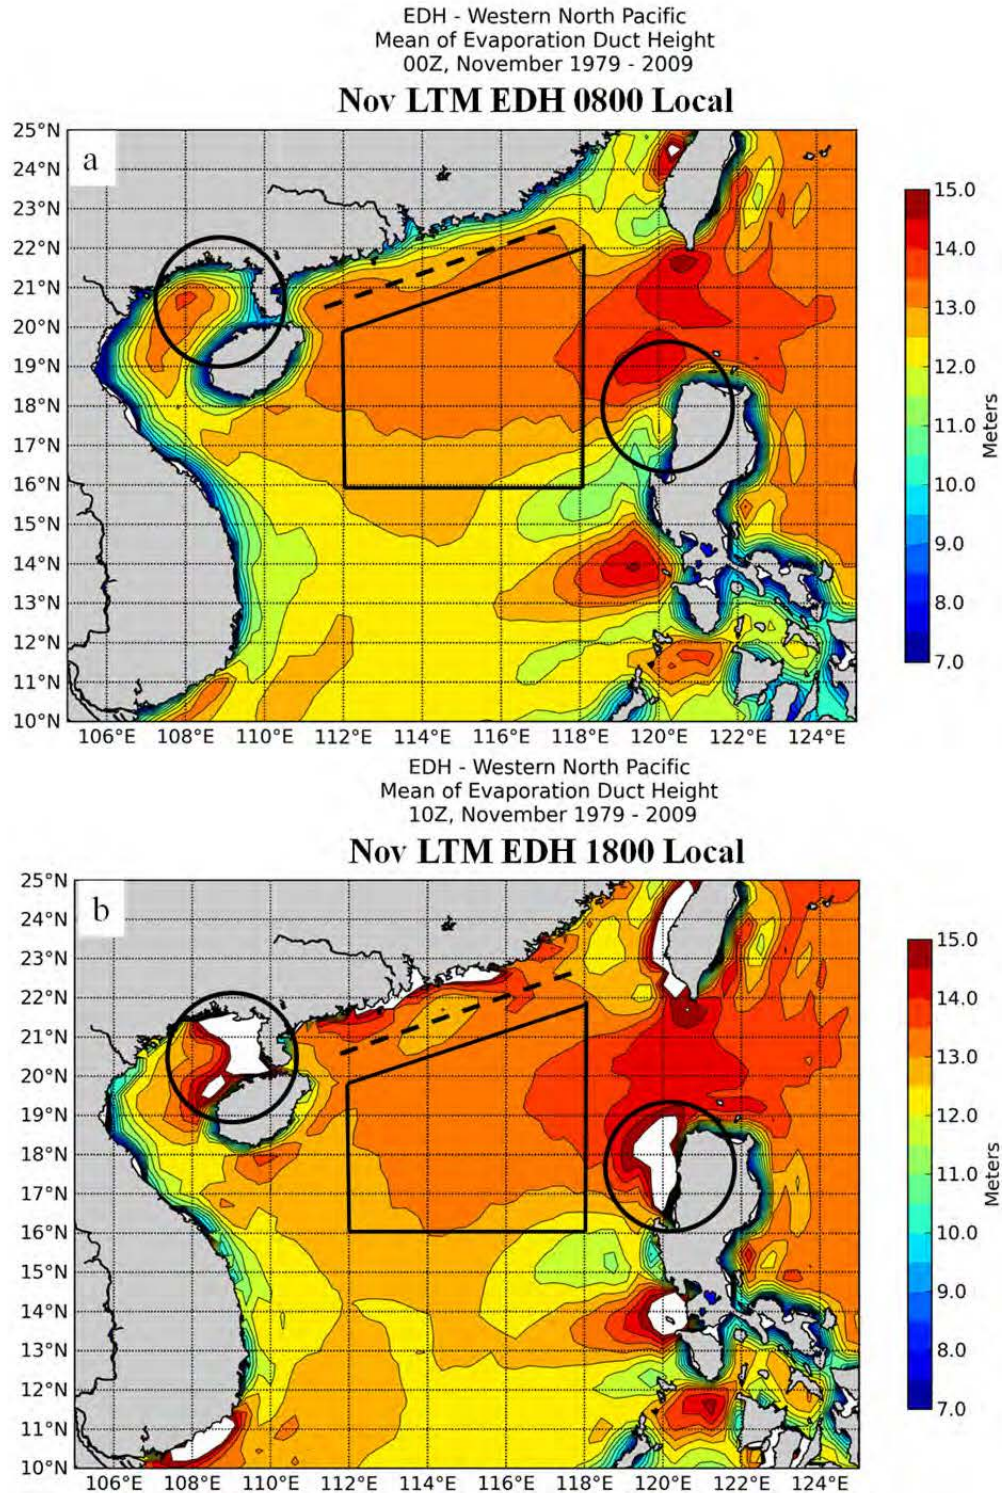 EDH - Western North Pacific
Mean of Evaporation Duct Height
00Z, November 1979 - 2009
Nov LTM EDH 0800 Local
a
25°N
24°N
23°N
22°N
21°N
20°N
19°N
18°N
17°N
16°N
15°N
14°N
13°N
12°N
11°N
10°N
106°E 108°E 110°E 112°E 114°E 116°E 118°E 120°E 122°E 124°E
15.0
14.0
13.0
12.0
11.0
10.0
9.0
8.0
7.0
Meters
EDH - Western North Pacific
Mean of Evaporation Duct Height
10Z, November 1979 - 2009
Nov LTM EDH 1800 Local
b
25°N
24°N
23°N
22°N
21°N
20°N
19°N
18°N
17°N
16°N
15°N
14°N
13°N
12°N
11°N
10°N
106°E 108°E 110°E 112°E 114°E 116°E 118°E 120°E 122°E 124°E
15.0
14.0
13.0
12.0
11.0
10.0
9.0
8.0
7.0
Meters